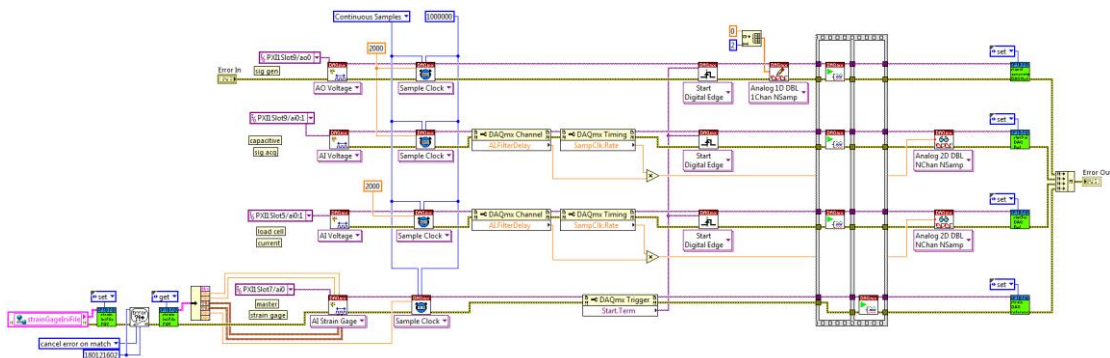 Continuous Samples
1000000
0
2
PXI1Slot9/ao0
2000
set
Error In
sig gen
AO Voltage
Sample Clock
Start
Digital Edge
Analog 1D DBL
1Chan NSamp
PXI1Slot9/ai0:1
set
capacitive
sig acq
AI Voltage
Sample Clock
DAQmx Channel
AI.FilterDelay
DAQmx Timing
SampClk.Rate
Start
Digital Edge
Analog 2D DBL
NChan NSamp
Error Out
2000
PXI1Slot5/ai0:1
set
load cell
current
AI Voltage
Sample Clock
DAQmx Channel
AI.FilterDelay
DAQmx Timing
SampClk.Rate
Start
Digital Edge
Analog 2D DBL
NChan NSamp
PXI1Slot7/ai0
set
get
set
master
strain gage
DAQmx Trigger
Start.Term
strainGageIniFile
AI Strain Gage
Sample Clock
cancel error on match
180121602